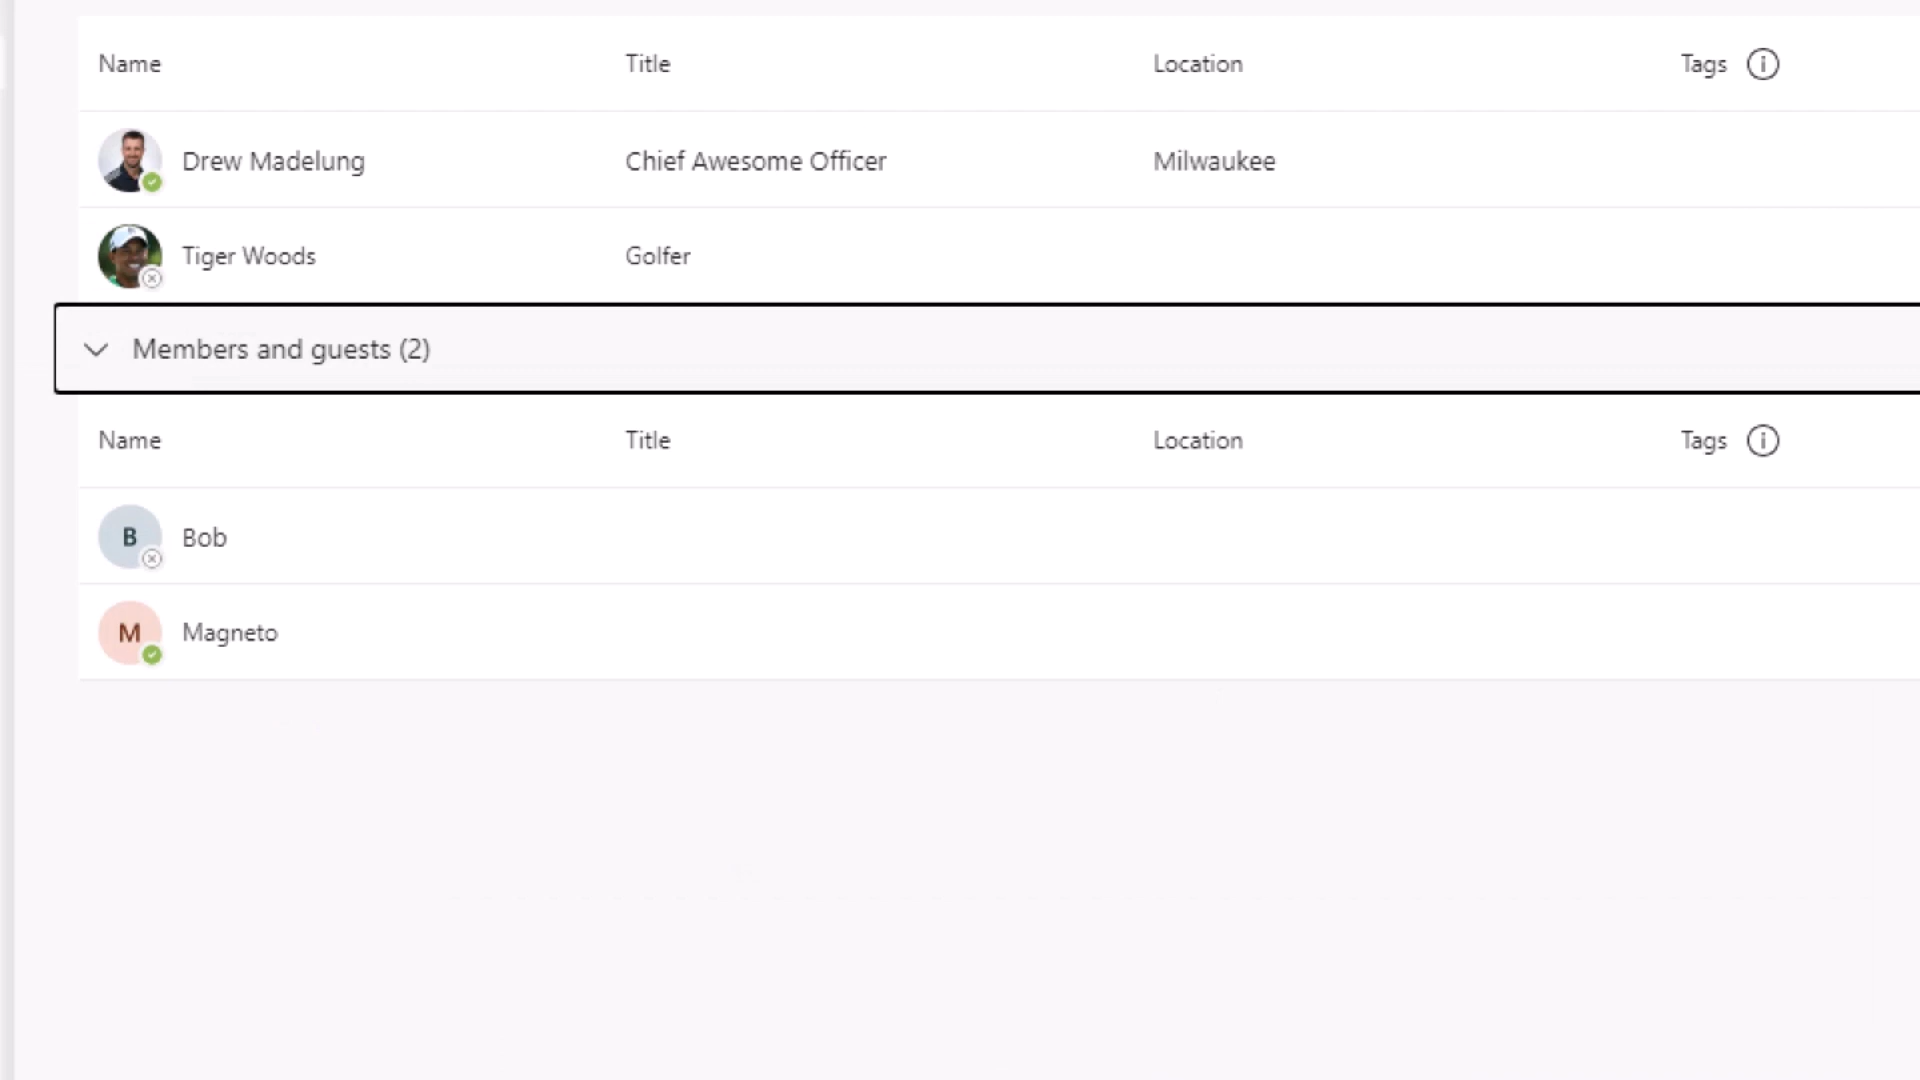 Name Title Location Tags
Drew Madelung Chief Awesome Officer Milwaukee
Tiger Woods Golfer
Members and guests (2)
Name Title Location Tags
B Bob
M Magneto